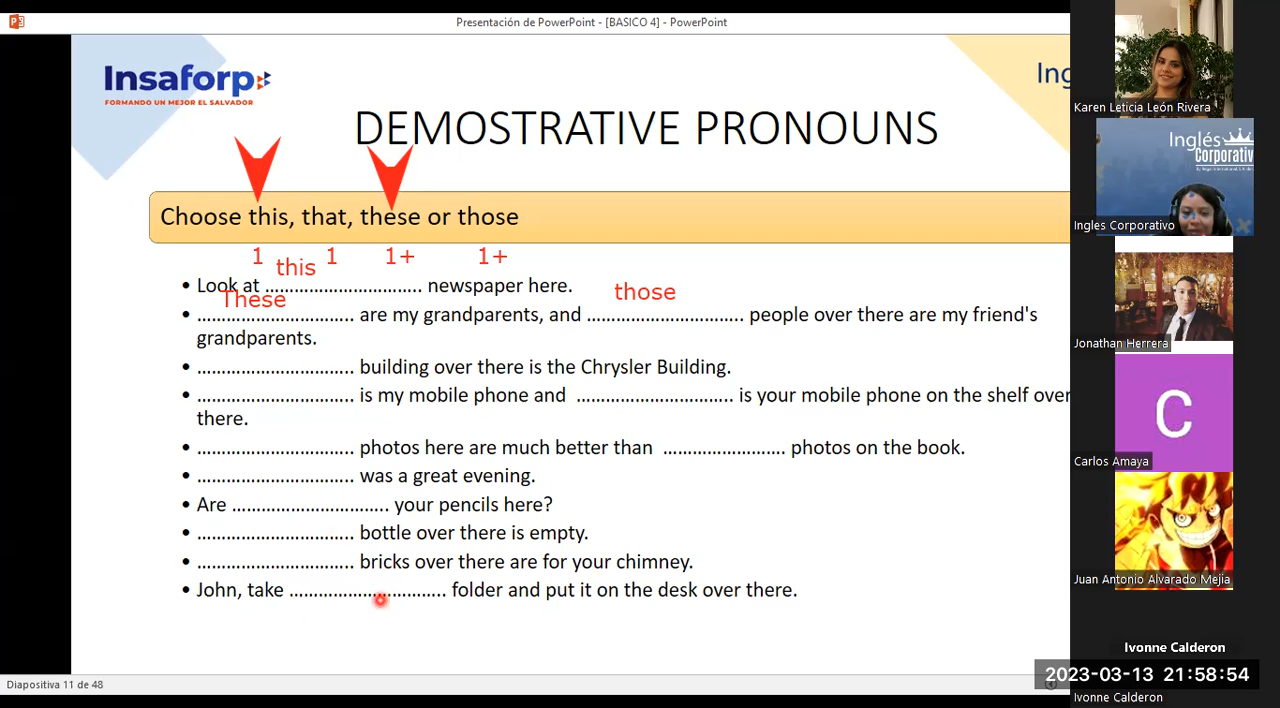 Presentación de PowerPoint - [BASICO 4] - PowerPoint
Insaforp
FORMANDO UN MEJOR EL SALVADOR
Ing
DEMOSTRATIVE PRONOUNS
Choose this, that, these or those
1 1 1+ 1+
this
• Look at ................................ newspaper here.
These those
• ................................ are my grandparents, and ................................ people over there are my friend's
grandparents.
• ................................ building over there is the Chrysler Building.
• ................................ is my mobile phone and ................................ is your mobile phone on the shelf over
there.
• ................................ photos here are much better than ......................... photos on the book.
• ................................ was a great evening.
• Are ................................ your pencils here?
• ................................ bottle over there is empty.
• ................................ bricks over there are for your chimney.
• John, take ................................ folder and put it on the desk over there.
Diapositiva 11 de 48
Karen Leticia León Rivera
Inglés
Corporativ
Ingles Corporativo
Jonathan Herrera
C
Carlos Amaya
Juan Antonio Alvarado Mejia
Ivonne Calderon
2023-03-13 21:58:54
Ivonne Calderon